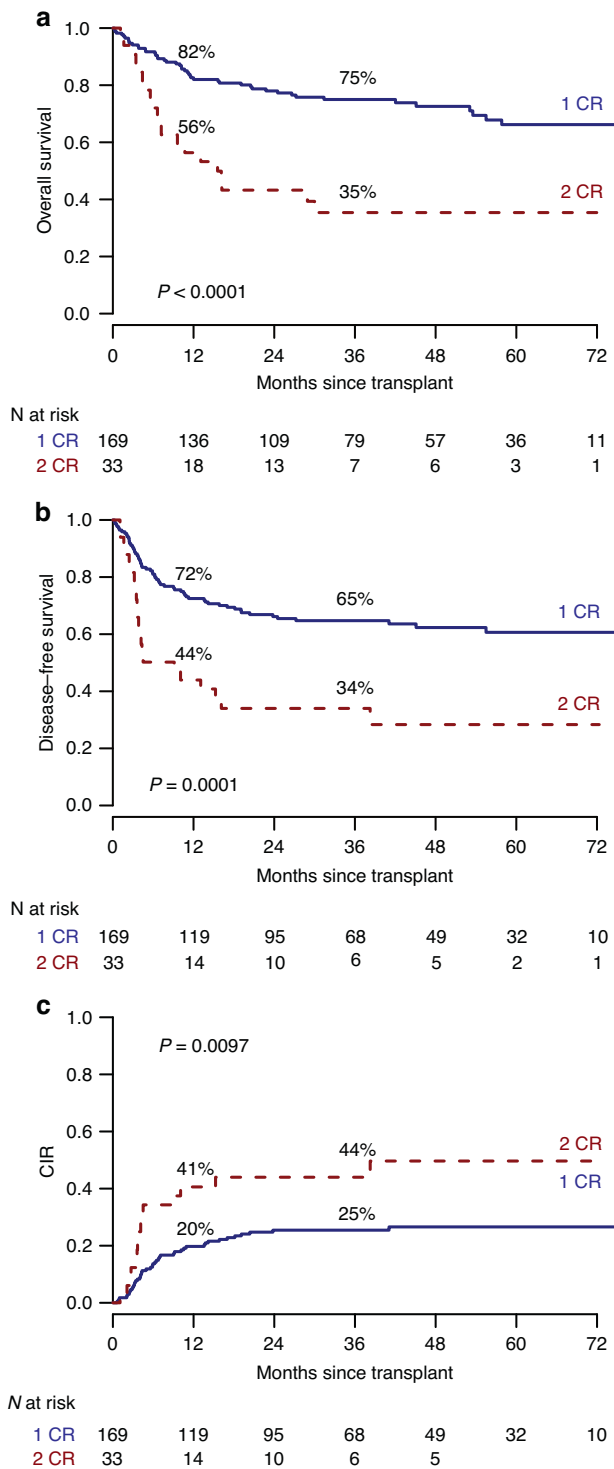 a
1.0
82%
75%
0.8
1 CR
0.6
56%
Overall survival
0.4
35%
2 CR
0.2
P < 0.0001
0.0
0 12 24 36 48 60 72
Months since transplant
N at risk
1 CR 169 136 109 79 57 36 11
2 CR 33 18 13 7 6 3 1
b
1.0
72%
0.8
65%
1 CR
0.6
44%
Disease–free survival
0.4
34%
2 CR
0.2
P = 0.0001
0.0
0 12 24 36 48 60 72
Months since transplant
N at risk
1 CR 169 119 95 68 49 32 10
2 CR 33 14 10 6 5 2 1
c
1.0
P = 0.0097
0.8
0.6
44%
2 CR
CIR
41%
1 CR
0.4
20%
25%
0.2
0.0
0 12 24 36 48 60 72
Months since transplant
N at risk
1 CR 169 119 95 68 49 32 10
2 CR 33 14 10 6 5